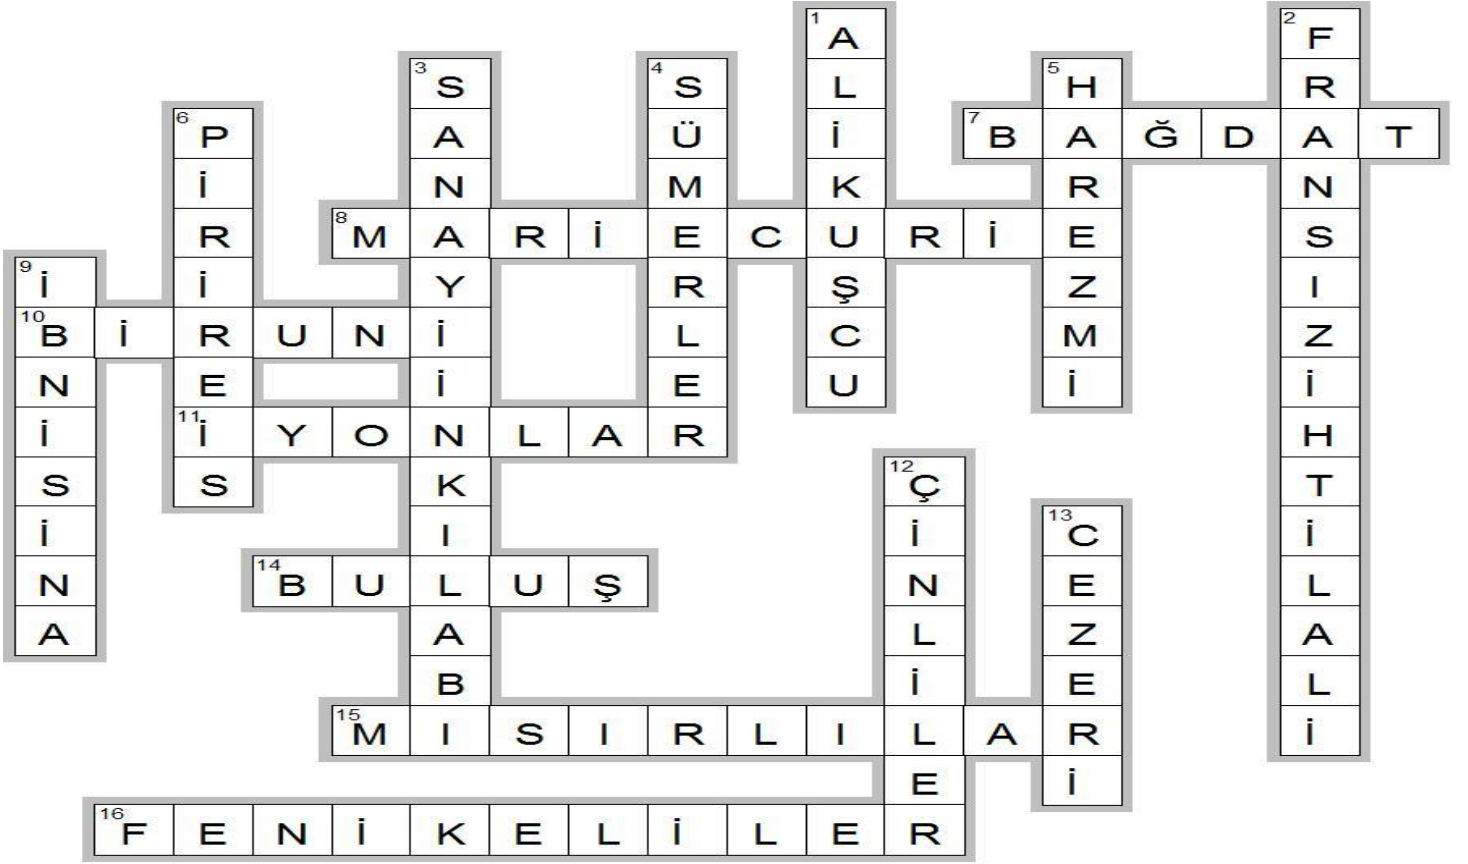 1 ALİKUŞCU
2 FRANSIZİHTİLALİ
3 SANAYİİNKILABI
4 SÜMERLER
5 HAREZMİ
6 PİRİREİS
7 BAĞDAT
8 MARİECURİE
9 İBNİSİNA
10 BİRUNİ
11 İYONLAR
12 ÇİNLİLER
13 CEZERİ
14 BULUŞ
15 MISIRLILAR
16 FENİKELİLER